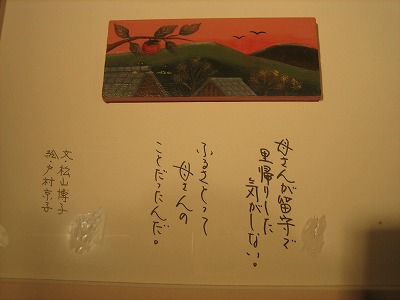 母さんが留守で
里帰りした
気がしない。
ふるさとって
母さんの
ことだったんだ。
文・松山博子
絵・戸村京子